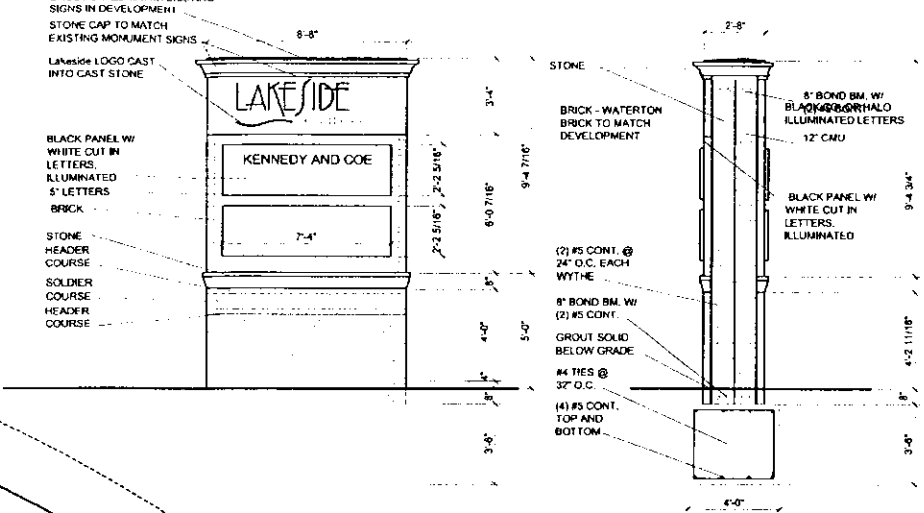 SIGNS IN DEVELOPMENT
STONE CAP TO MATCH
EXISTING MONUMENT SIGNS
Lakeside LOGO CAST
INTO CAST STONE
8'-8"
LAKESIDE
BLACK PANEL W/
WHITE CUT IN
LETTERS,
ILLUMINATED
5" LETTERS
BRICK
STONE
HEADER
COURSE
SOLDIER
COURSE
HEADER
COURSE
KENNEDY AND COE
7'-4"
3'-4"
2'-2 5/16"
2'-2 5/16"
6'-0 7/16"
9'-4 7/16"
8"
4'-0"
5'-0"
4"
8"
3'-6"
2'-8"
STONE
BRICK - WATERTON
BRICK TO MATCH
DEVELOPMENT
(2) #5 CONT. @
24" O.C. EACH
WYTHE
8" BOND BM. W/
(2) #5 CONT.
GROUT SOLID
BELOW GRADE
#4 TIES @
32" O.C.
(4) #5 CONT.
TOP AND
BOTTOM
8" BOND BM. W/
ILLUMINATED LETTERS
12" CMU
BLACK PANEL W/
WHITE CUT IN
LETTERS,
ILLUMINATED
9'-4 3/4"
4'-2 11/16"
8"
3'-6"
4'-0"